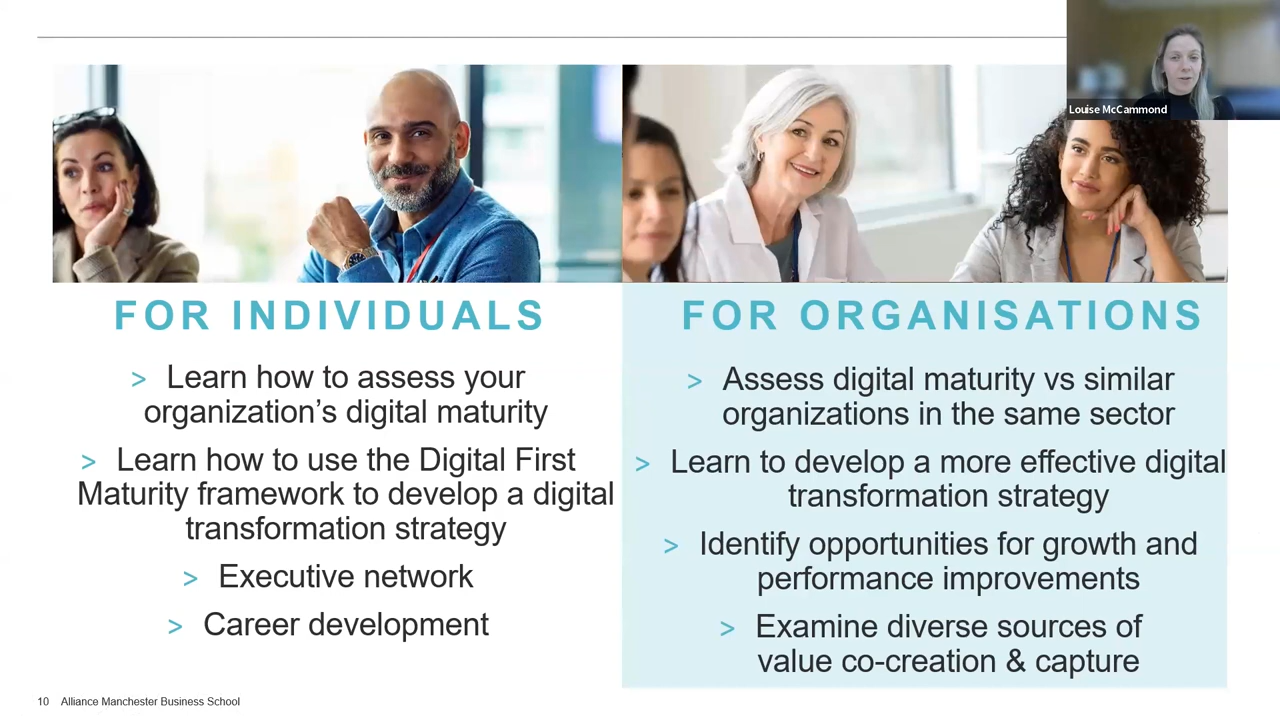 Louise McCammond
FOR INDIVIDUALS
> Learn how to assess your
organization's digital maturity
> Learn how to use the Digital First
Maturity framework to develop a digital
transformation strategy
> Executive network
> Career development
FOR ORGANISATIONS
> Assess digital maturity vs similar
organizations in the same sector
> Learn to develop a more effective digital
transformation strategy
> Identify opportunities for growth and
performance improvements
> Examine diverse sources of
value co-creation & capture
10 Alliance Manchester Business School